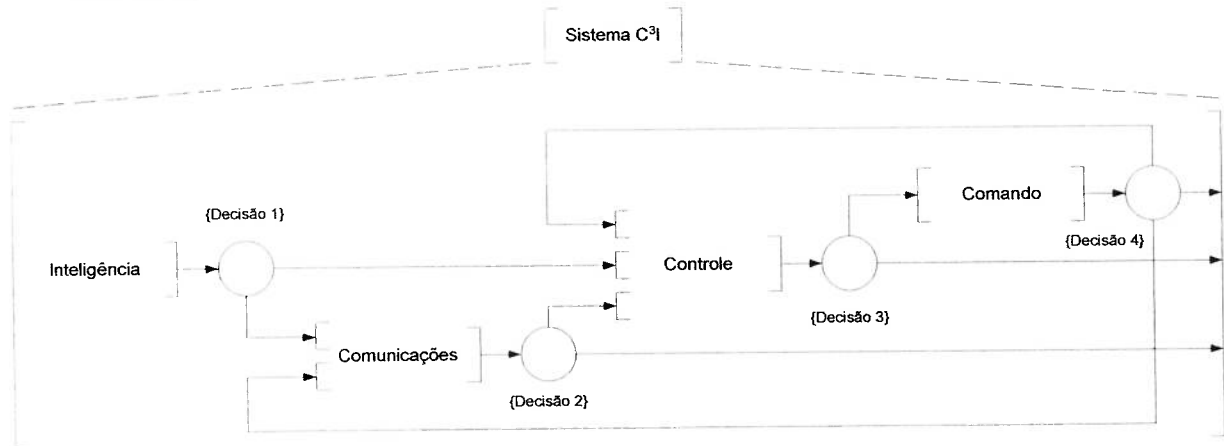 Sistema C³I
{Decisão 1}
Inteligência
Comunicações
{Decisão 2}
Controle
{Decisão 3}
Comando
{Decisão 4}